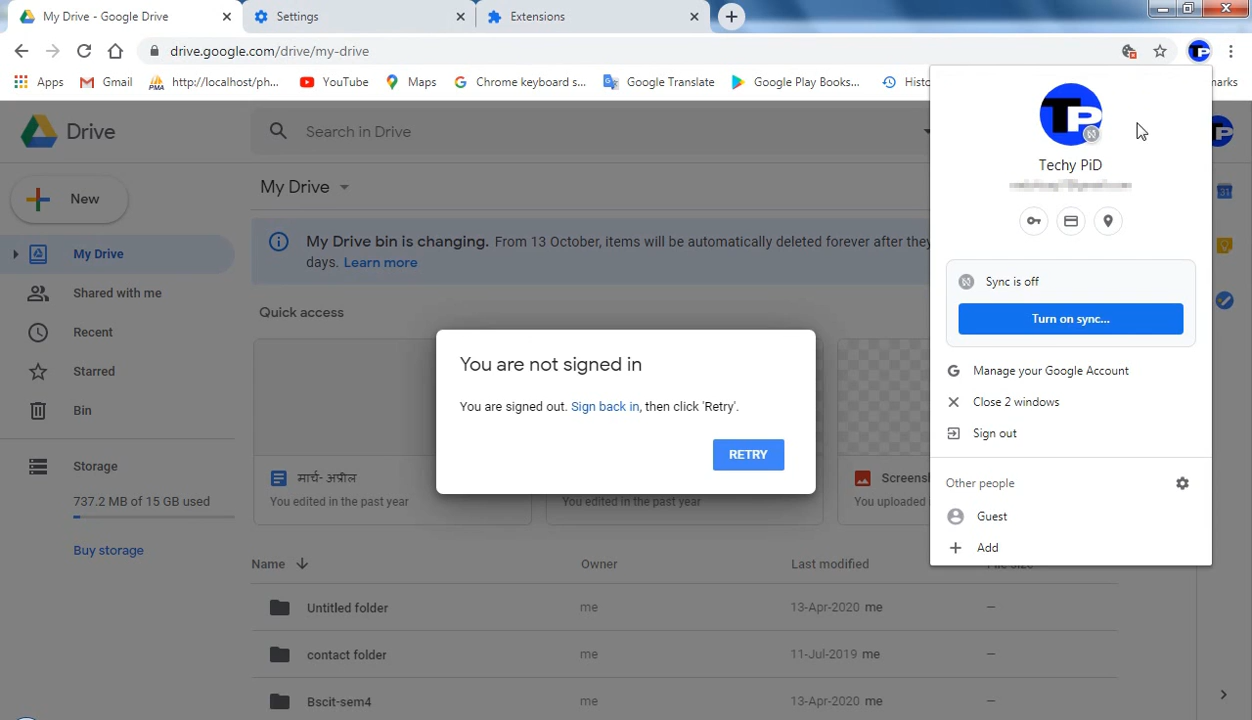 My Drive - Google Drive
Settings
Extensions
drive.google.com/drive/my-drive
Apps
Gmail
http://localhost/ph...
YouTube
Maps
Chrome keyboard s...
Google Translate
Google Play Books...
Drive
Search in Drive
New
My Drive
My Drive bin is changing. From 13 October, items will be automatically deleted forever after they
days. Learn more
My Drive
Shared with me
Recent
Starred
Bin
Storage
737.2 MB of 15 GB used
Buy storage
Quick access
मार्च- अप्रील
You edited in the past year
You edited in the past year
You uploaded
You are not signed in
You are signed out. Sign back in, then click 'Retry'.
RETRY
Name
Owner
Last modified
Untitled folder
me
13-Apr-2020 me
–
contact folder
me
11-Jul-2019 me
–
Bscit-sem4
me
13-Apr-2020 me
–
TP
Techy PiD
Sync is off
Turn on sync...
Manage your Google Account
Close 2 windows
Sign out
Other people
Guest
Add
31